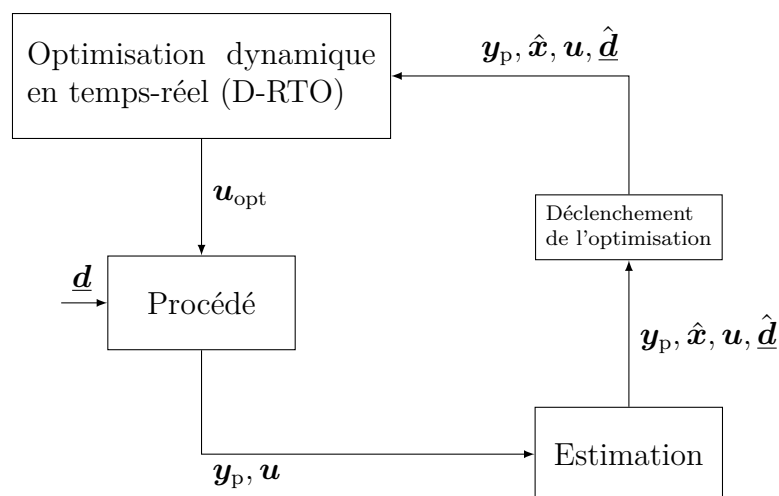 Optimisation dynamique
en temps-réel (D-RTO)
y_p, x̂, u, d̲̂
u_opt
Déclenchement
de l'optimisation
d̲
Procédé
y_p, x̂, u, d̲̂
y_p, u
Estimation